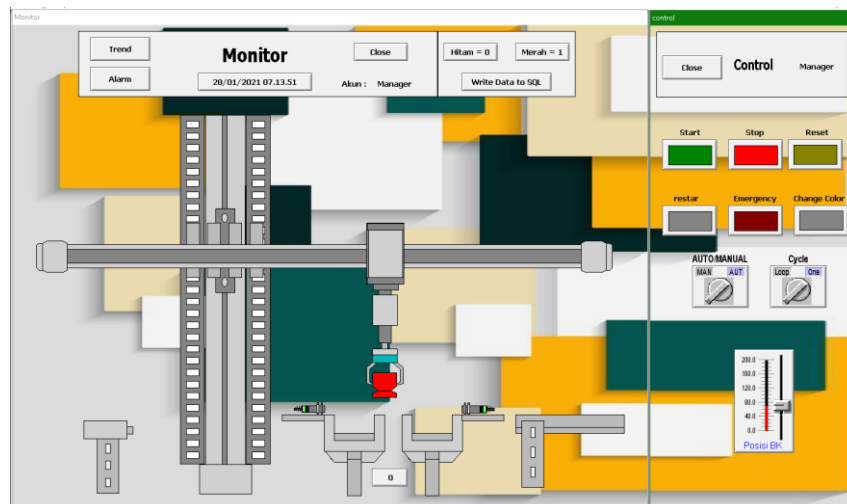 Monitor
control
Trend
Monitor
Close
Hitam = 0
Merah = 1
Alarm
28/01/2021 07.13.51
Akun : Manager
Write Data to SQL
Close
Control
Manager
Start
Stop
Reset
restar
Emergency
Change Color
AUTO/MANUAL
Cycle
MAN
AUT
Loop
One
200.0
160.0
120.0
80.0
40.0
0.0
Posisi BK
0